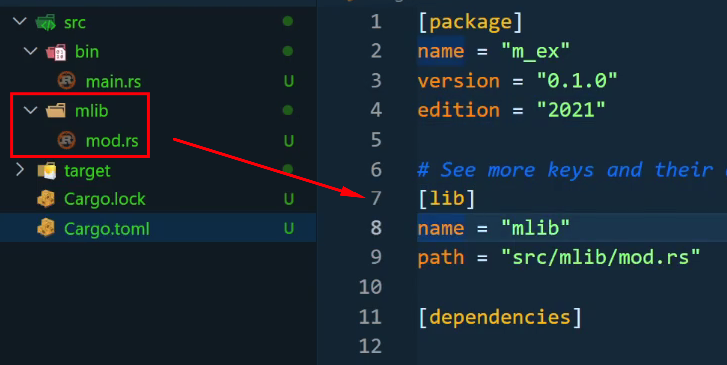 src
bin
main.rs U
mlib
mod.rs U
target
Cargo.lock U
Cargo.toml U
1 [package]
2 name = "m_ex"
3 version = "0.1.0"
4 edition = "2021"
5
6 # See more keys and their
7 [lib]
8 name = "mlib"
9 path = "src/mlib/mod.rs"
10
11 [dependencies]
12